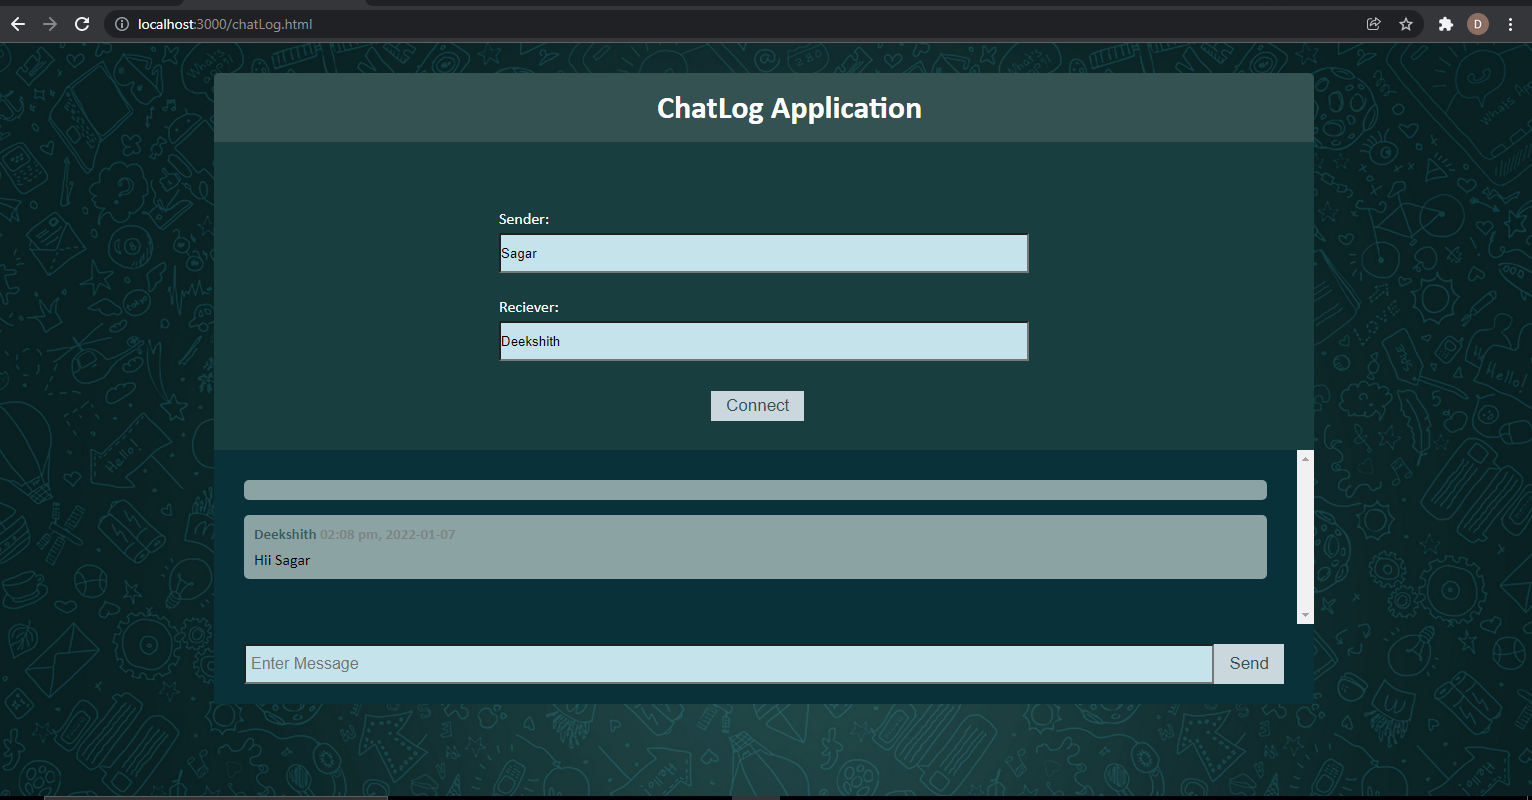 localhost:3000/chatLog.html
D
ChatLog Application
Sender:
Sagar
Reciever:
Deekshith
Connect
Deekshith 02:08 pm, 2022-01-07
Hii Sagar
Enter Message
Send
Hello!